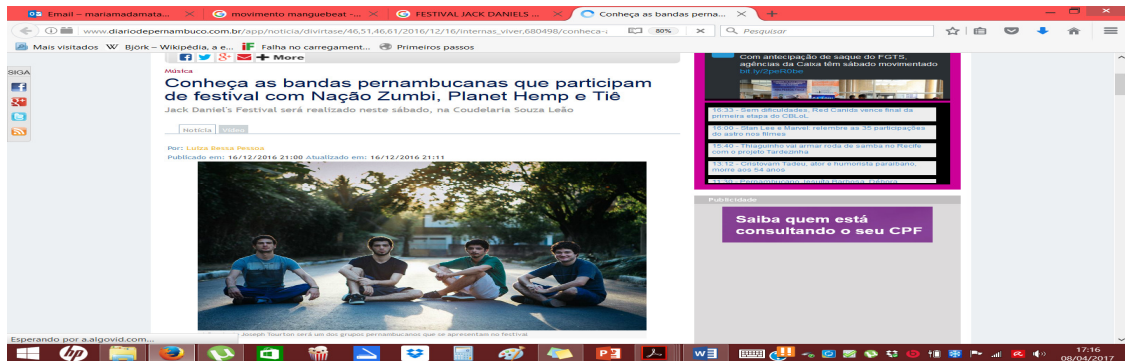 Email — mariamadamata...
movimento manguebeat -...
FESTIVAL JACK DANIELS ...
Conheça as bandas perna...
www.diariodepernambuco.com.br/app/noticia/divirtase/46,51,46,61/2016/12/16/internas_viver,680498/conheca-a
80%
Pesquisar
Mais visitados
Björk – Wikipédia, a e...
Falha no carregament...
Primeiros passos
SIGA
More
Música
Conheça as bandas pernambucanas que participam
de festival com Nação Zumbi, Planet Hemp e Tiê
Jack Daniel's Festival será realizado neste sábado, na Coudelaria Souza Leão
Notícia
Vídeo
Por: Luiza Bessa Pessoa
Publicado em: 16/12/2016 21:00 Atualizado em: 16/12/2016 21:11
Joseph Tourton será um dos grupos pernambucanos que se apresentam no festival
Com antecipação de saque do FGTS,
agências da Caixa têm sábado movimentado
bit.ly/2peR0be
16:33 - Sem dificuldades, Red Canids vence final da
primeira etapa do CBLoL
16:00 - Stan Lee e Marvel: relembre as 35 participações
do astro nos filmes
15:40 - Thiaguinho vai armar roda de samba no Recife
com o projeto Tardezinha
13:12 - Cristovam Tadeu, ator e humorista paraibano,
morre aos 54 anos
11:30 - Pernambucano Jesuíta Barbosa, Débora
Publicidade
Saiba quem está
consultando o seu CPF
Esperando por a.algovid.com...
17:16
08/04/2017